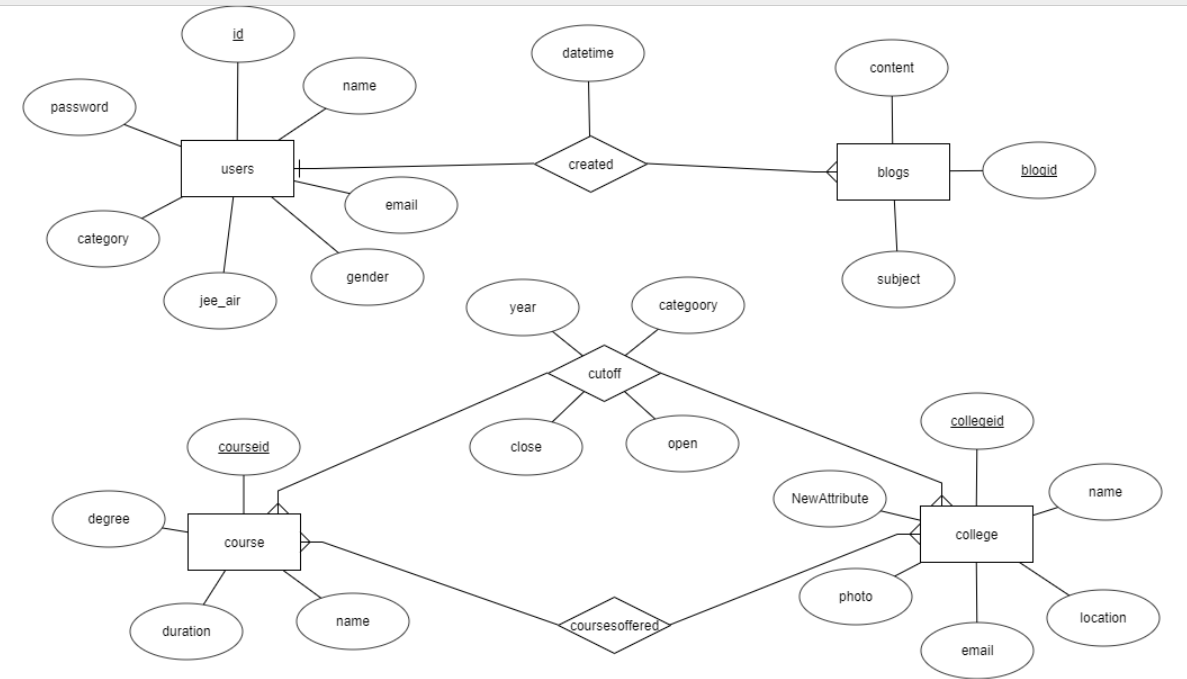 id
datetime
content
name
password
created
users
blogs
blogid
email
category
gender
subject
jee_air
year
categoory
cutoff
collegeid
close
open
courseid
name
NewAttribute
degree
college
course
photo
name
location
duration
coursesoffered
email